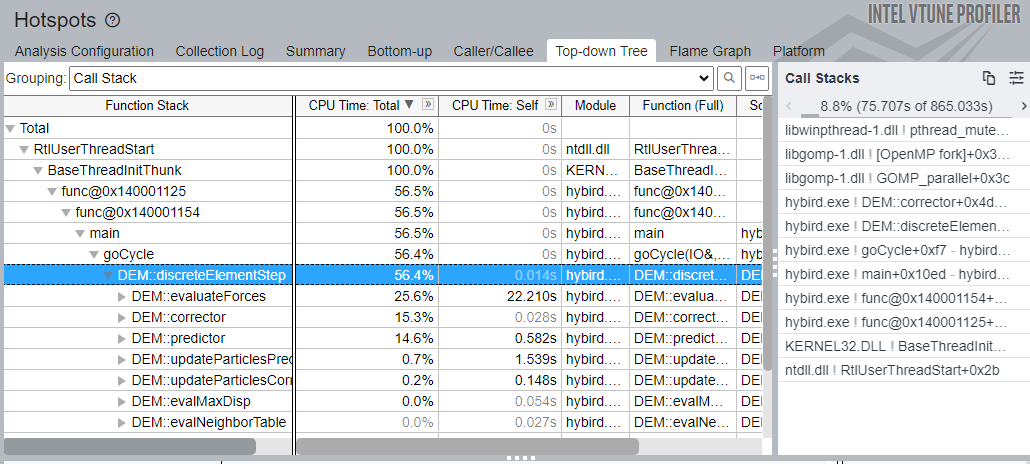 Hotspots
INTEL VTUNE PROFILER
Analysis Configuration Collection Log Summary Bottom-up Caller/Callee Top-down Tree Flame Graph Platform
Grouping: Call Stack
Function Stack CPU Time: Total CPU Time: Self Module Function (Full) So
Total 100.0% 0s
RtlUserThreadStart 100.0% 0s ntdll.dll RtlUserThrea...
BaseThreadInitThunk 100.0% 0s KERN... BaseThreadI...
func@0x140001125 56.5% 0s hybird.... func@0x140...
func@0x140001154 56.5% 0s hybird.... func@0x140...
main 56.5% 0s hybird.... main hyb
goCycle 56.4% 0s hybird.... goCycle(IO&,... hyb
DEM::discreteElementStep 56.4% 0.014s hybird.... DEM::discret... DEI
DEM::evaluateForces 25.6% 22.210s hybird.... DEM::evalua... DEI
DEM::corrector 15.3% 0.028s hybird.... DEM::correct... DEI
DEM::predictor 14.6% 0.582s hybird.... DEM::predict... DEI
DEM::updateParticlesPred 0.7% 1.539s hybird.... DEM::update... DEI
DEM::updateParticlesCorr 0.2% 0.148s hybird.... DEM::update... DEI
DEM::evalMaxDisp 0.0% 0.054s hybird.... DEM::evalM... DEI
DEM::evalNeighborTable 0.0% 0.027s hybird.... DEM::evalNe... DEI
Call Stacks
8.8% (75.707s of 865.033s)
libwinpthread-1.dll ! pthread_mute...
libgomp-1.dll ! [OpenMP fork]+0x3...
libgomp-1.dll ! GOMP_parallel+0x3c
hybird.exe ! DEM::corrector+0x4d...
hybird.exe ! DEM::discreteElemen...
hybird.exe ! goCycle+0xf7 - hybrid...
hybird.exe ! main+0x10ed - hybird...
hybird.exe ! func@0x140001154+...
hybird.exe ! func@0x140001125+...
KERNEL32.DLL ! BaseThreadInit...
ntdll.dll ! RtlUserThreadStart+0x2b